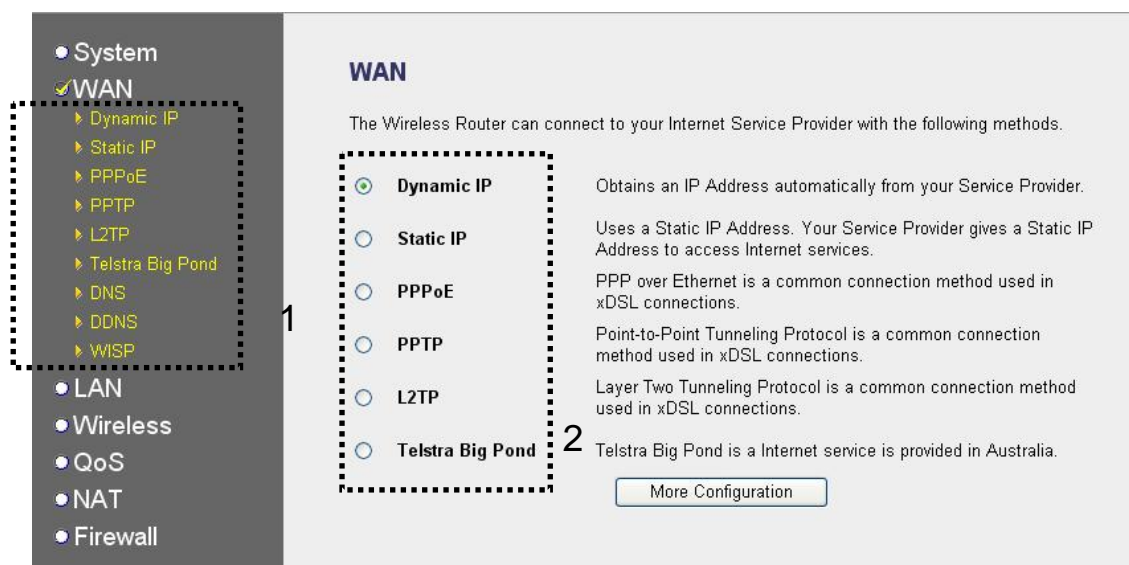 System
WAN
Dynamic IP
Static IP
PPPoE
PPTP
L2TP
Telstra Big Pond
DNS
DDNS
WISP
1
LAN
Wireless
QoS
NAT
Firewall
WAN
The Wireless Router can connect to your Internet Service Provider with the following methods.
Dynamic IP
Obtains an IP Address automatically from your Service Provider.
Static IP
Uses a Static IP Address. Your Service Provider gives a Static IP
Address to access Internet services.
PPPoE
PPP over Ethernet is a common connection method used in
xDSL connections.
PPTP
Point-to-Point Tunneling Protocol is a common connection
method used in xDSL connections.
L2TP
Layer Two Tunneling Protocol is a common connection method
used in xDSL connections.
Telstra Big Pond
2
Telstra Big Pond is a Internet service is provided in Australia.
More Configuration